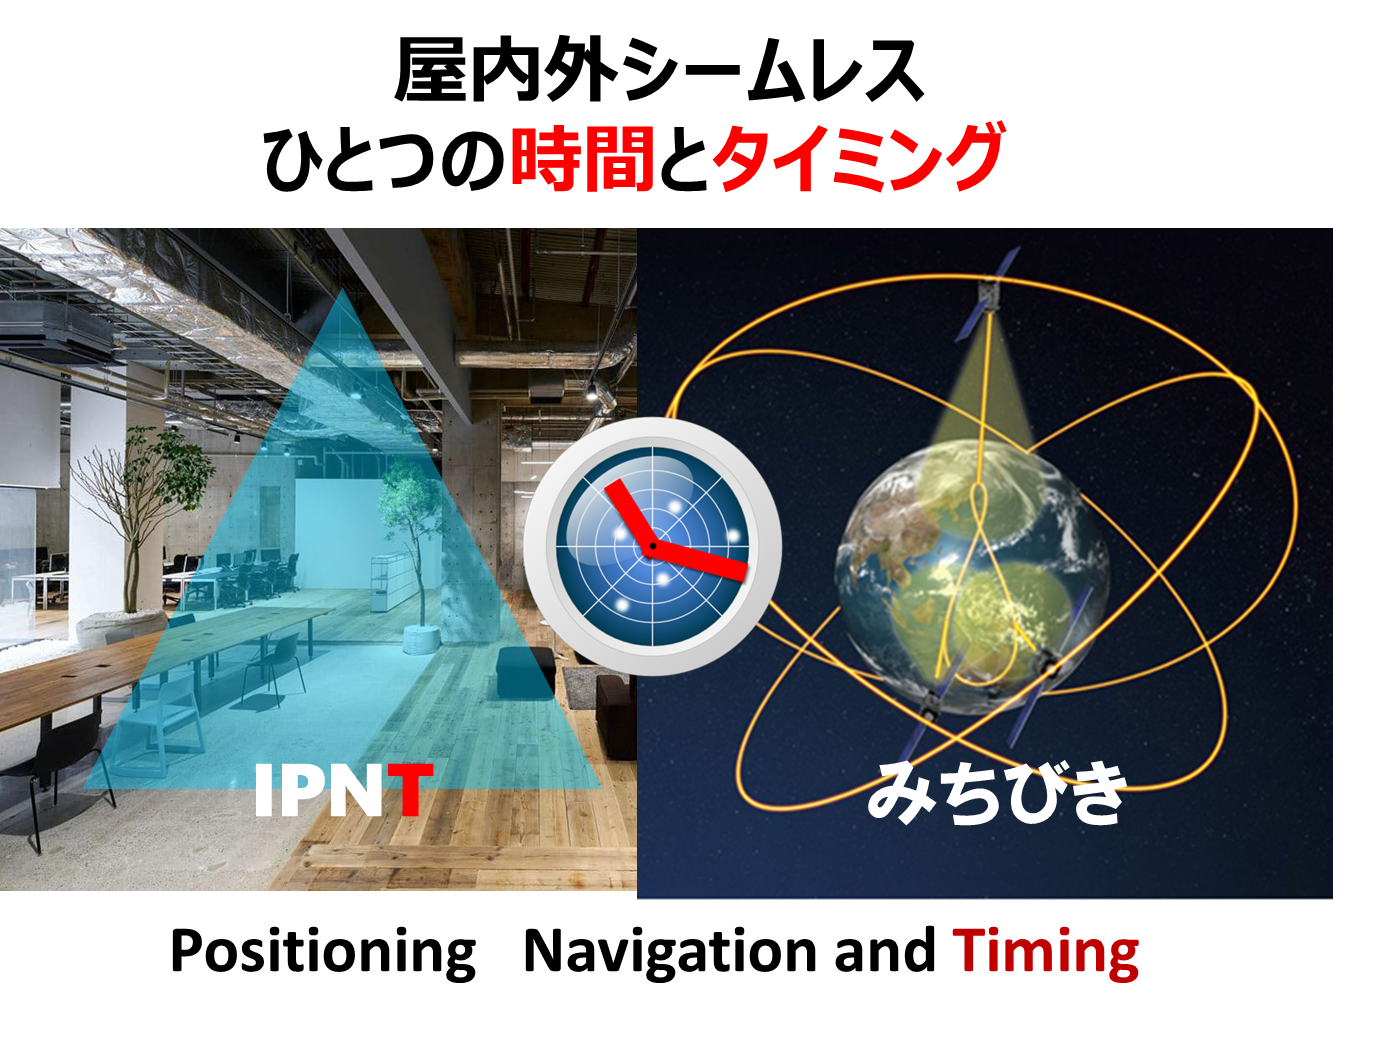 屋内外シームレス
ひとつの時間とタイミング
IPNT
みちびき
Positioning Navigation and Timing